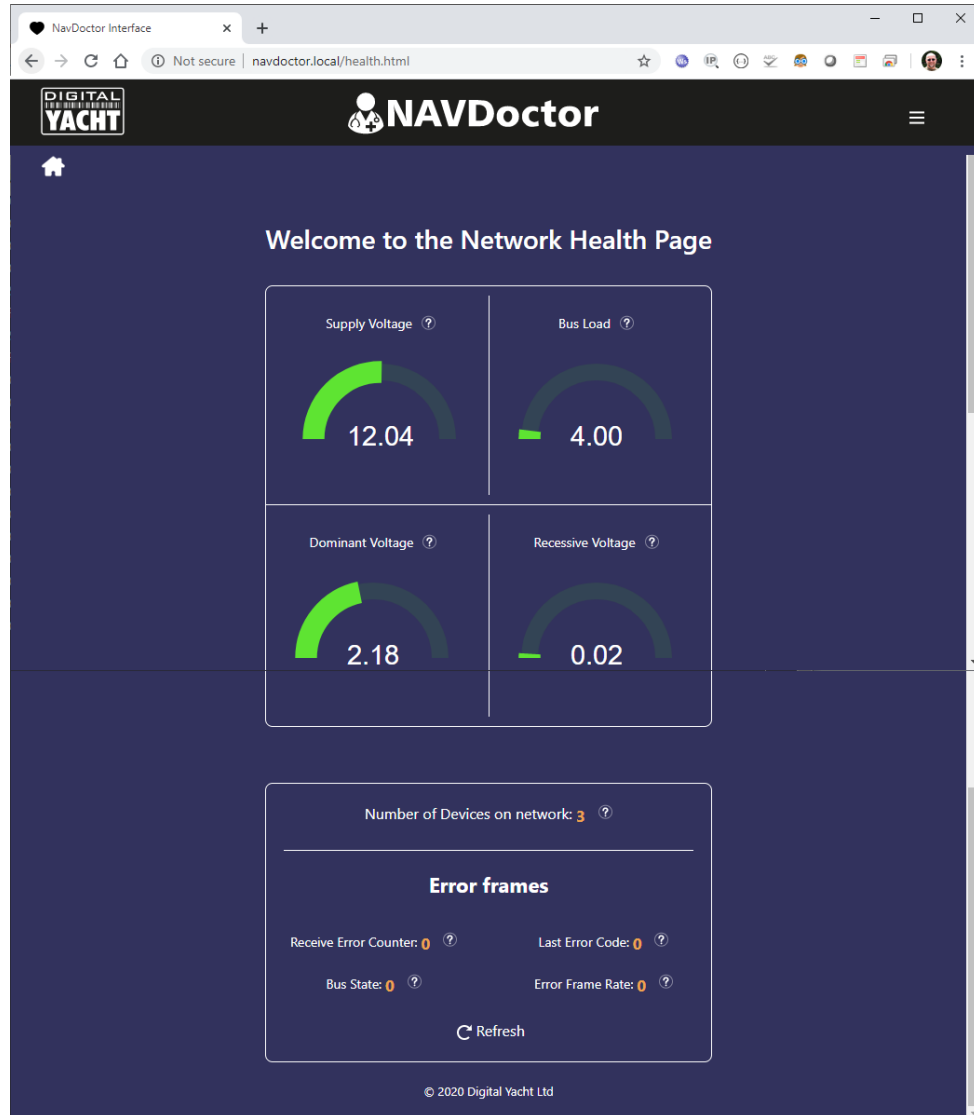 NavDoctor Interface
Not secure | navdoctor.local/health.html
DIGITAL
YACHT
NAVDoctor
Welcome to the Network Health Page
Supply Voltage ?
Bus Load ?
12.04
4.00
Dominant Voltage ?
Recessive Voltage ?
2.18
0.02
Number of Devices on network: 3 ?
Error frames
Receive Error Counter: 0 ?
Last Error Code: 0 ?
Bus State: 0 ?
Error Frame Rate: 0 ?
Refresh
© 2020 Digital Yacht Ltd